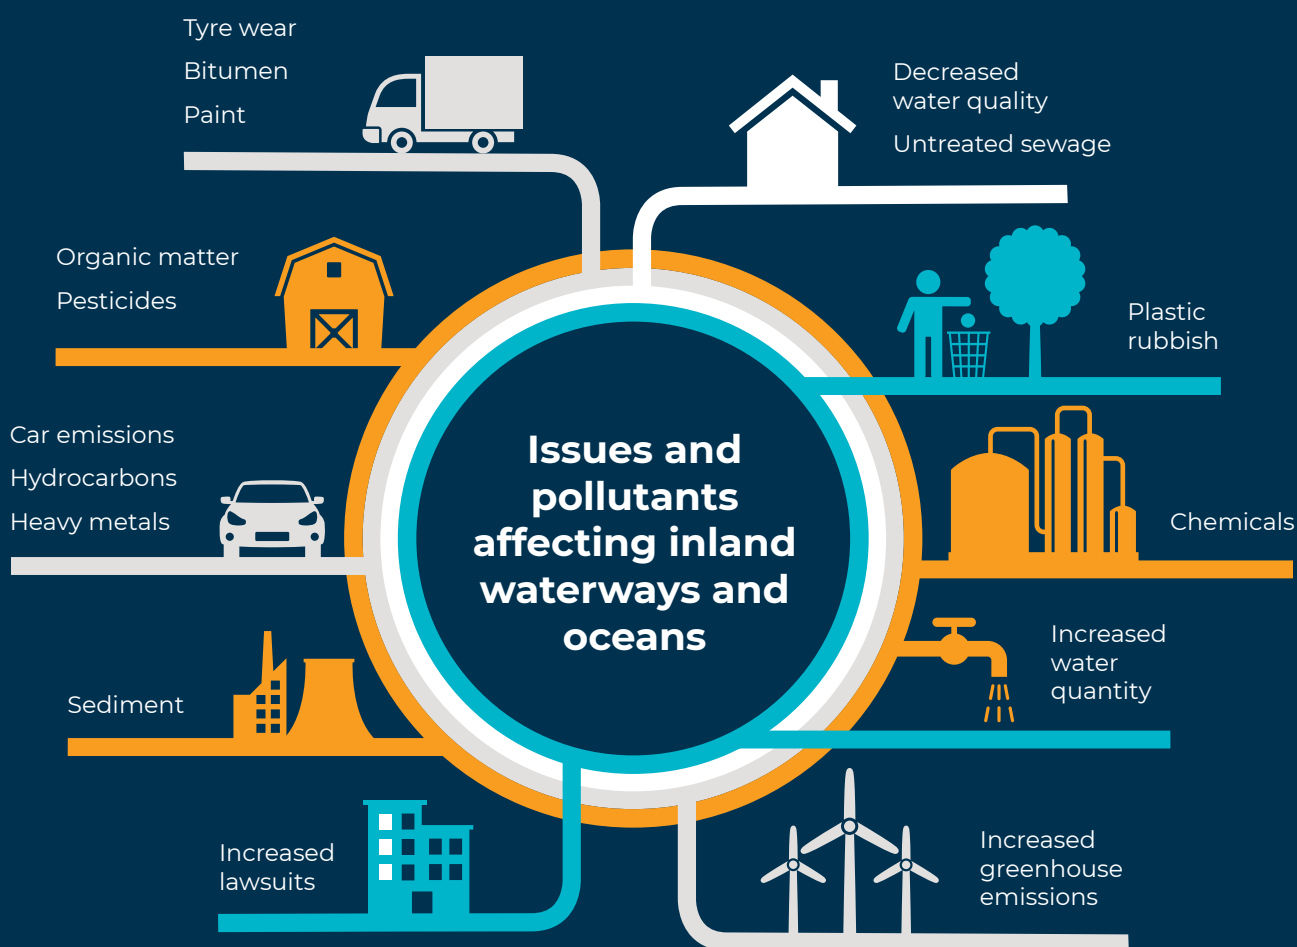 Tyre wear
Bitumen
Paint
Decreased
water quality
Untreated sewage
Organic matter
Pesticides
Plastic
rubbish
Car emissions
Hydrocarbons
Heavy metals
Issues and
pollutants
affecting inland
waterways and
oceans
Chemicals
Increased
water
quantity
Sediment
Increased
lawsuits
Increased
greenhouse
emissions